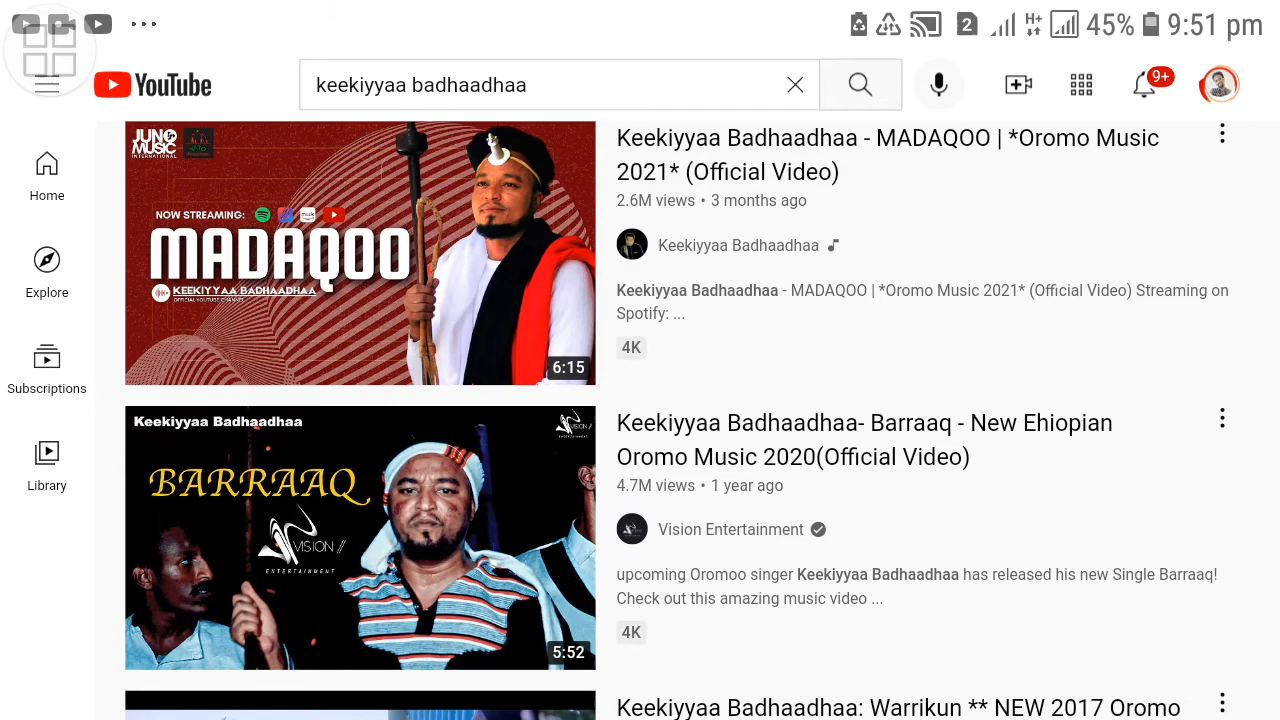 2 H+ 45% 9:51 pm
YouTube
keekiyyaa badhaadhaa
9+
Home
Explore
Subscriptions
Library
JUNO
MUSIC
INTERNATIONAL
NOW STREAMING:
music
MADAQOO
KEEKIYYAA BADHAADHAA
OFFICIAL YOUTUBE CHANNEL
6:15
Keekiyyaa Badhaadhaa - MADAQOO | *Oromo Music
2021* (Official Video)
2.6M views • 3 months ago
Keekiyyaa Badhaadhaa
Keekiyyaa Badhaadhaa - MADAQOO | *Oromo Music 2021* (Official Video) Streaming on
Spotify: ...
4K
Keekiyyaa Badhaadhaa
BARRAAQ
VISION //
ENTERTAINMENT
5:52
Keekiyyaa Badhaadhaa- Barraaq - New Ehiopian
Oromo Music 2020(Official Video)
4.7M views • 1 year ago
Vision Entertainment
upcoming Oromoo singer Keekiyyaa Badhaadhaa has released his new Single Barraaq!
Check out this amazing music video ...
4K
Keekiyyaa Badhaadhaa: Warrikun ** NEW 2017 Oromo